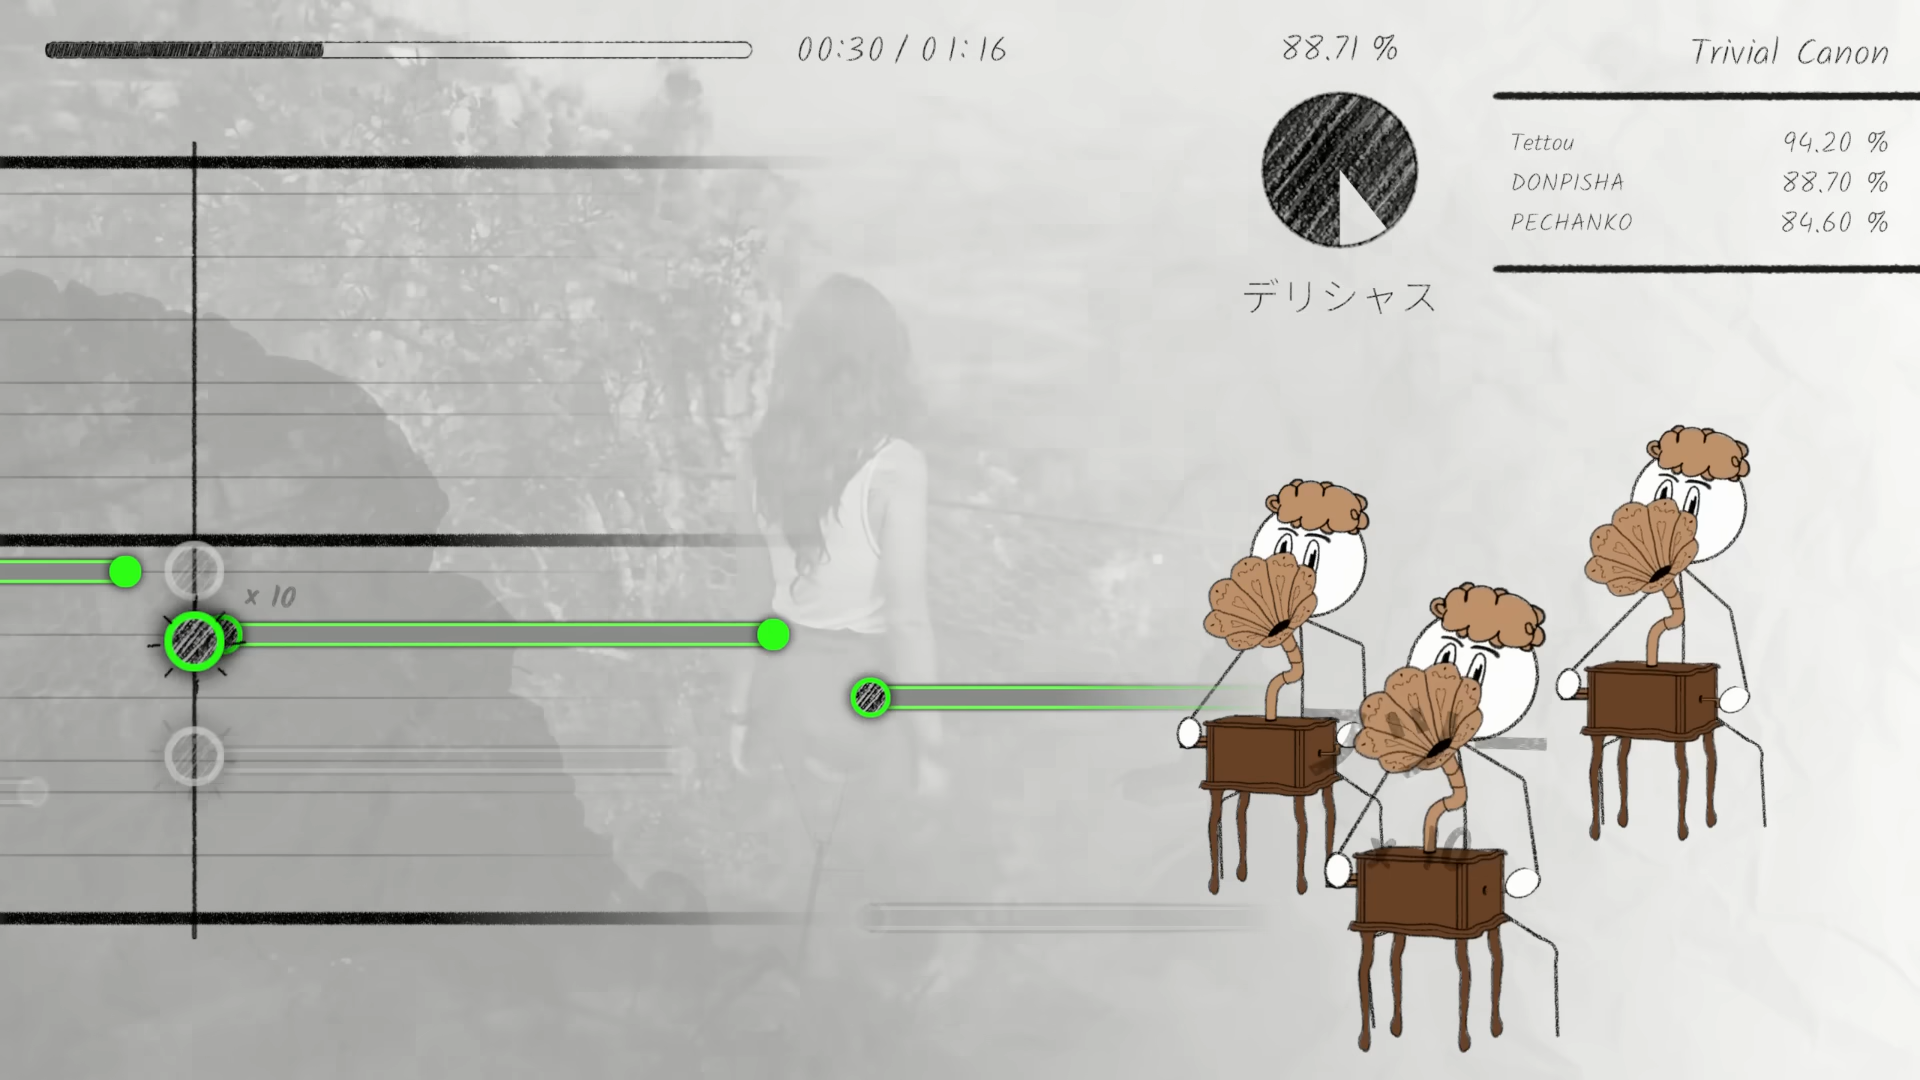 00:30 / 01:16
88.71 %
Trivial Canon
Tettou 94.20 %
DONPISHA 88.70 %
PECHANKO 84.60 %
デリシャス
x 10
x 10